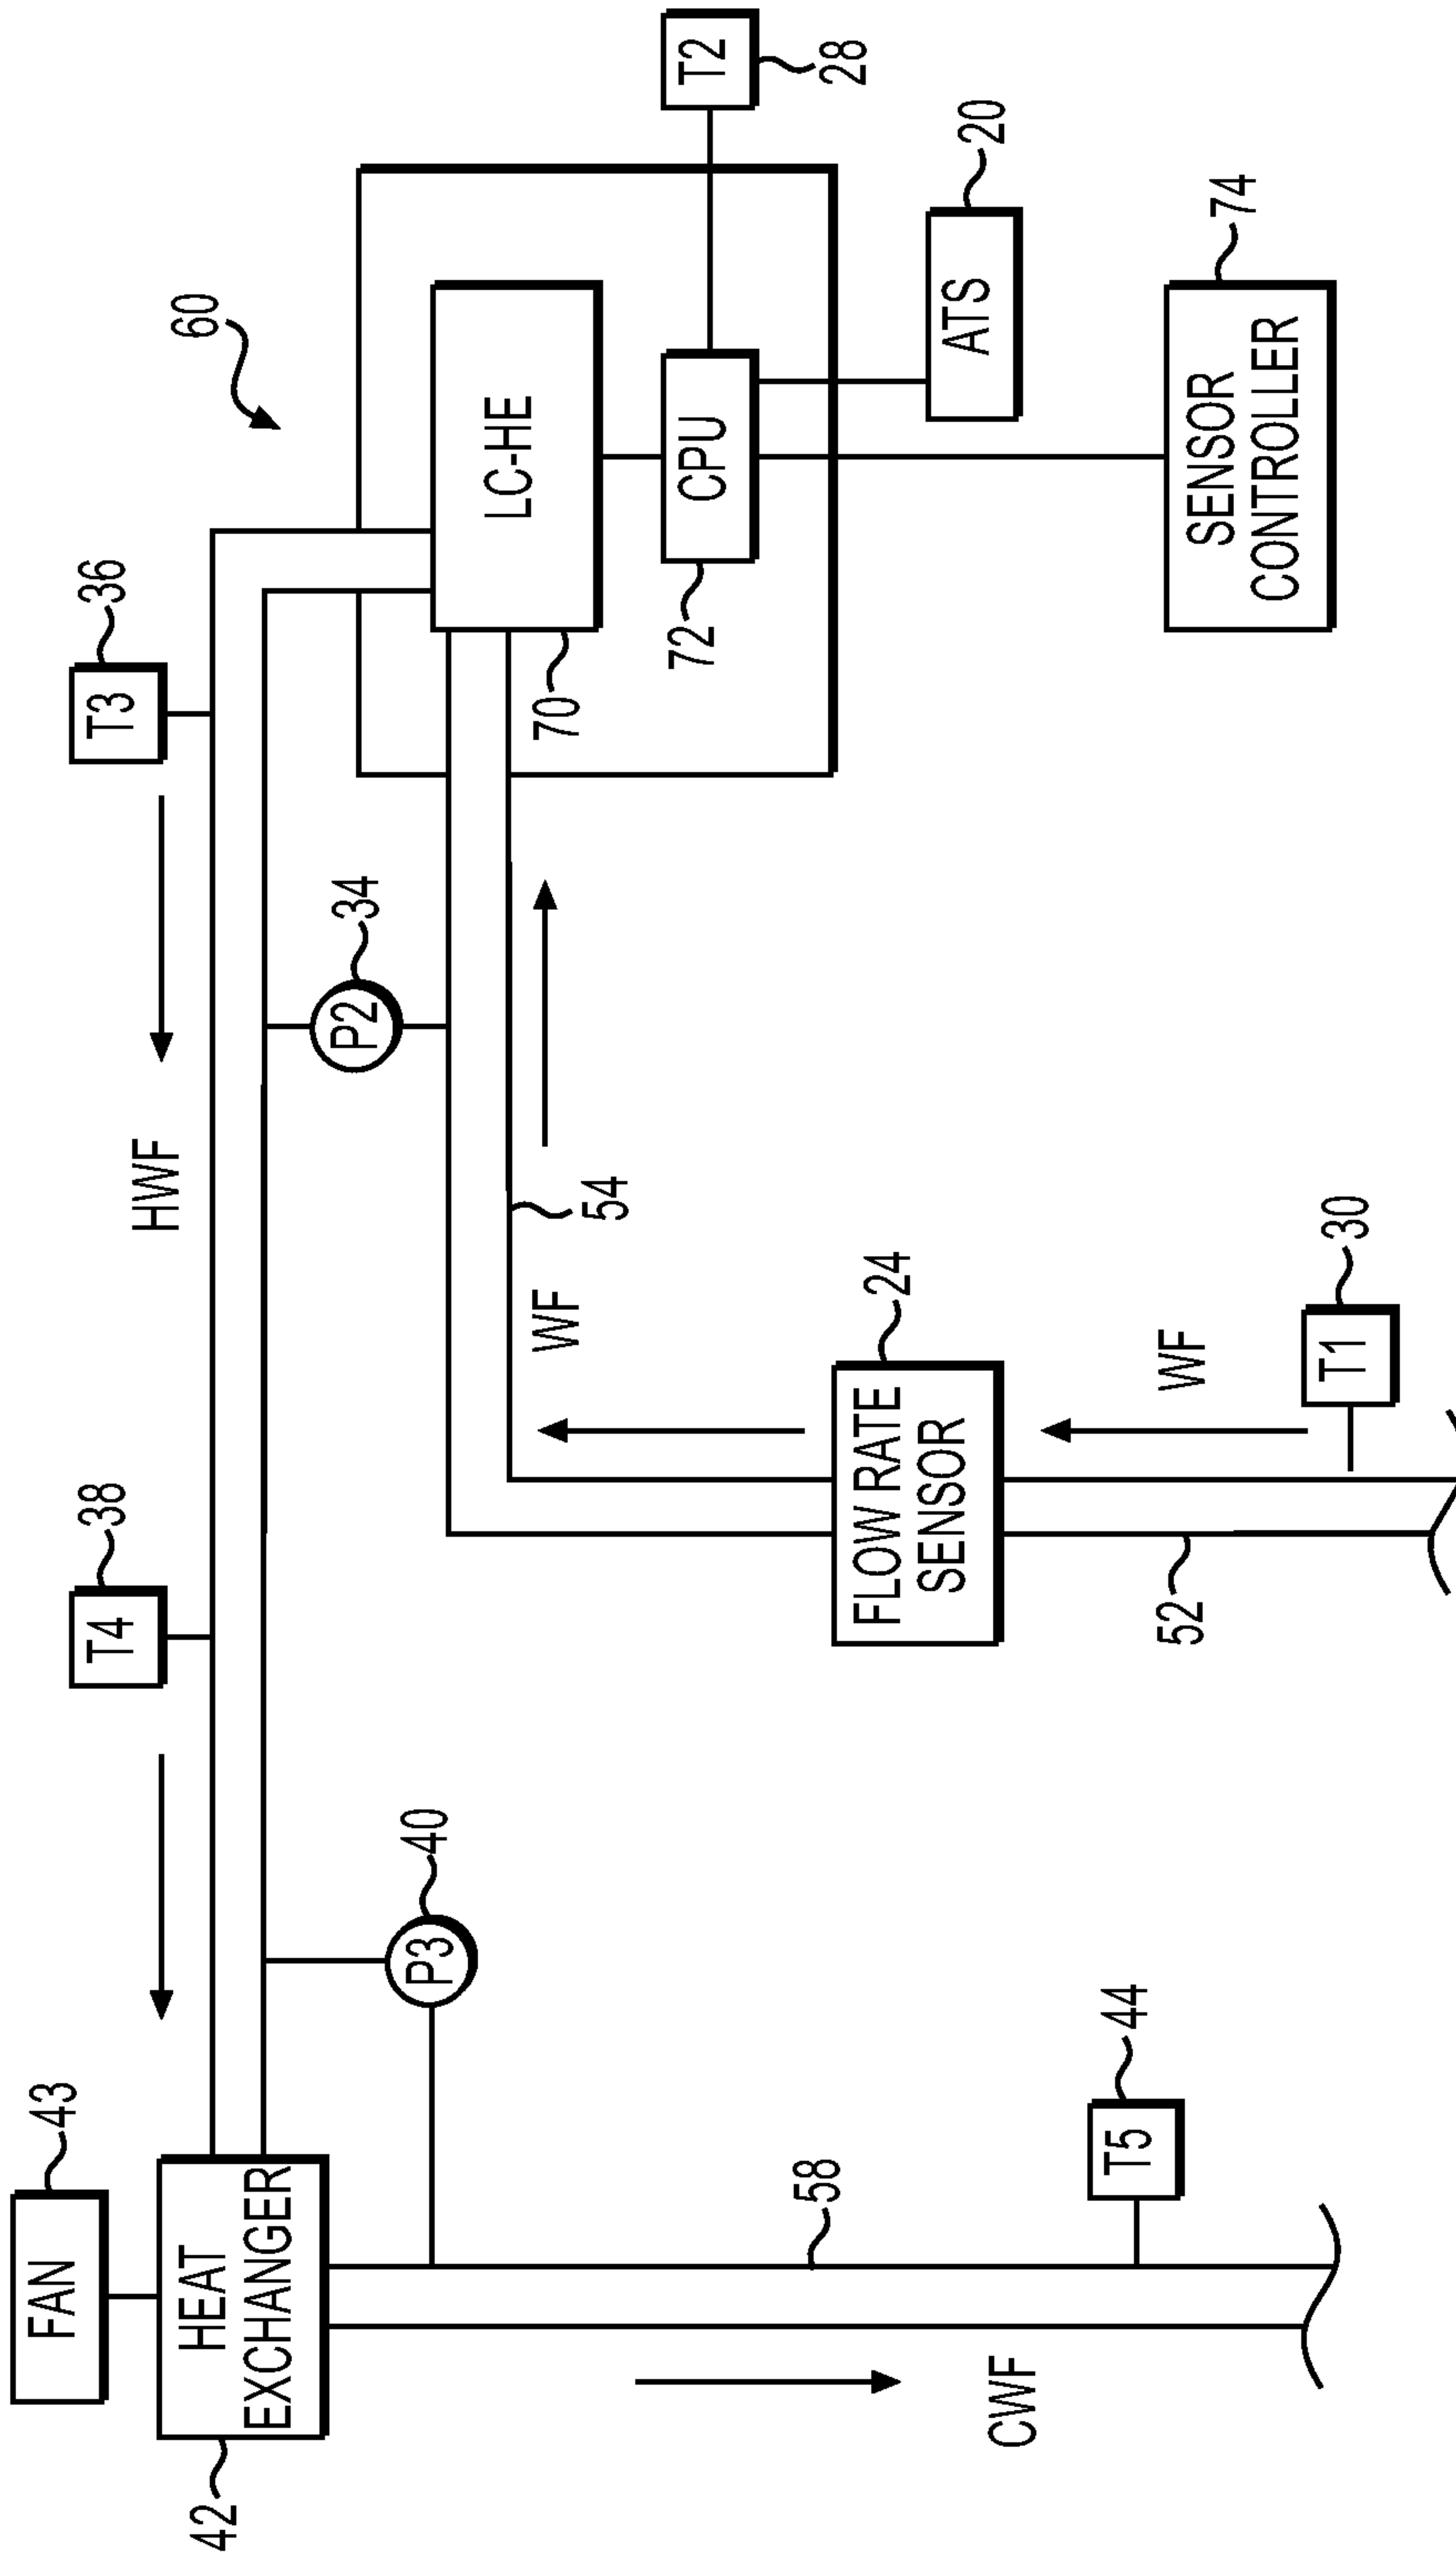 60
T3
36
T4
38
FAN
43
HWF
HEAT
EXCHANGER
42
P2
34
P3
40
LC-HE
70
CPU
72
T2
28
ATS
20
SENSOR
CONTROLLER
74
54
WF
FLOW RATE
SENSOR
24
WF
T1
30
52
58
T5
44
CWF